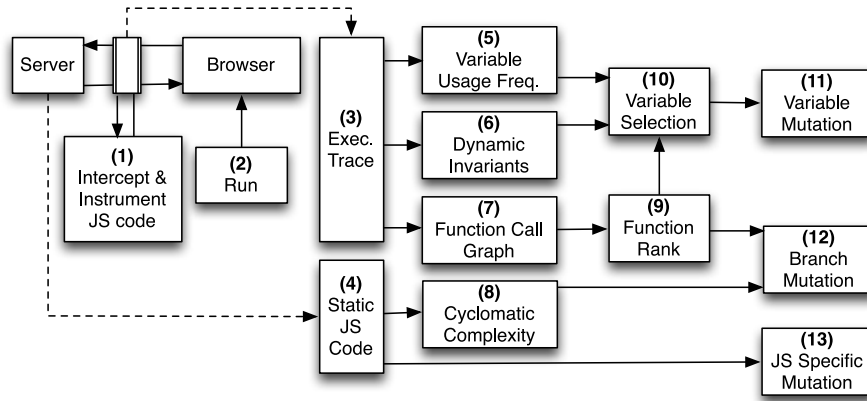 Server
Browser
(1)
Intercept &
Instrument
JS code
(2)
Run
(3)
Exec.
Trace
(4)
Static
JS
Code
(5)
Variable
Usage Freq.
(6)
Dynamic
Invariants
(7)
Function Call
Graph
(8)
Cyclomatic
Complexity
(9)
Function
Rank
(10)
Variable
Selection
(11)
Variable
Mutation
(12)
Branch
Mutation
(13)
JS Specific
Mutation